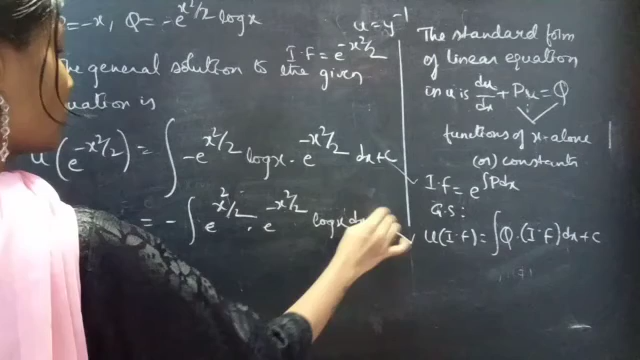 =-x, Q=-e^{x²/2} log x
u=y⁻¹
I.f=e^{-x²/2}
general solution to the given
equation is
u(e^{-x²/2}) = ∫-e^{x²/2} log x · e^{-x²/2} dx+c
= -∫e^{x²/2} · e^{-x²/2} log x dx
The standard form
of linear equation
in u is du/dx + Pu=Q
functions of x-alone
(or) constants
I.f = e^{∫Pdx}
G.S:
u(I.f)=∫Q.(I.f)dx+c